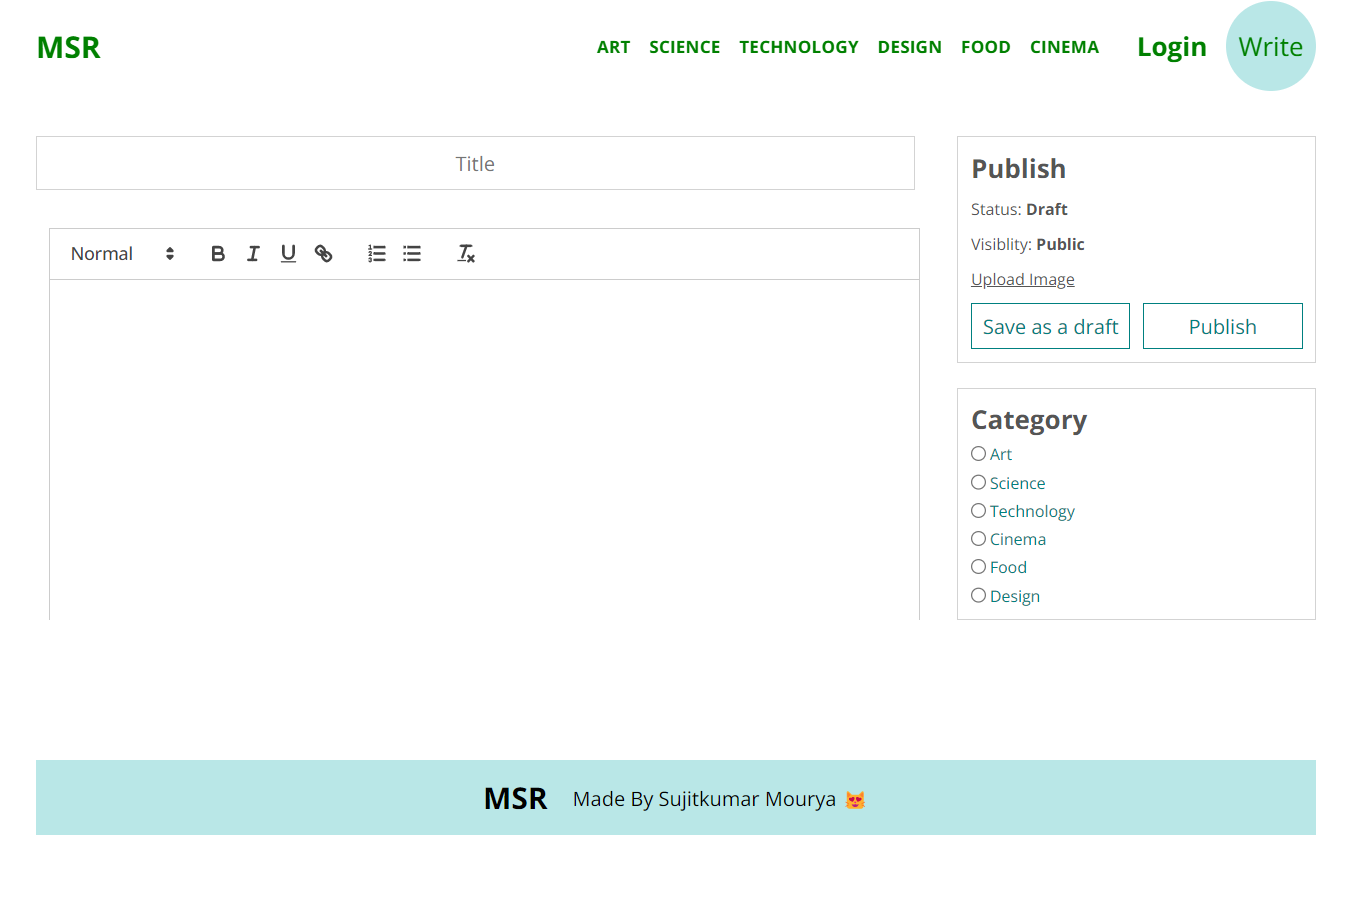 MSR
ART SCIENCE TECHNOLOGY DESIGN FOOD CINEMA Login Write
Title
Normal
Publish
Status: Draft
Visiblity: Public
Upload Image
Save as a draft Publish
Category
Art
Science
Technology
Cinema
Food
Design
MSR Made By Sujitkumar Mourya 😻